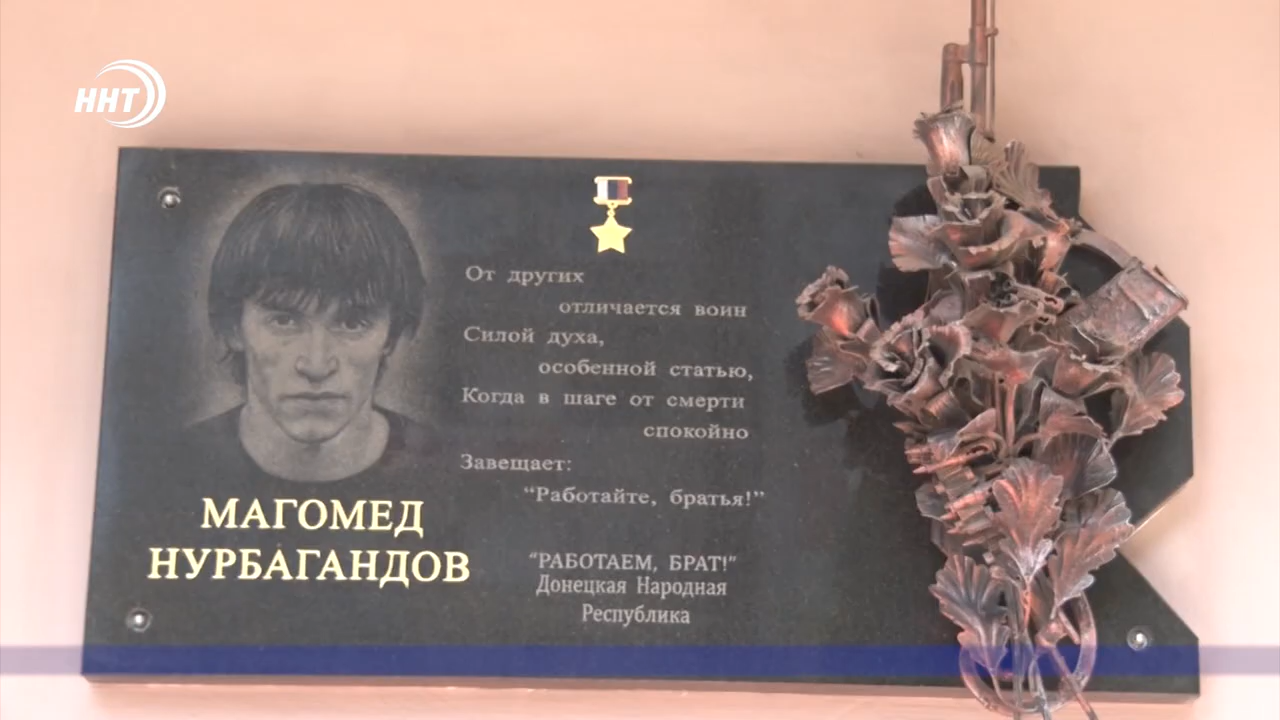 ННТ
От других
отличается воин
Силой духа,
особенной статью,
Когда в шаге от смерти
спокойно
Завещает:
“Работайте, братья!”
МАГОМЕД
НУРБАГАНДОВ
“РАБОТАЕМ, БРАТ!”
Донецкая Народная
Республика